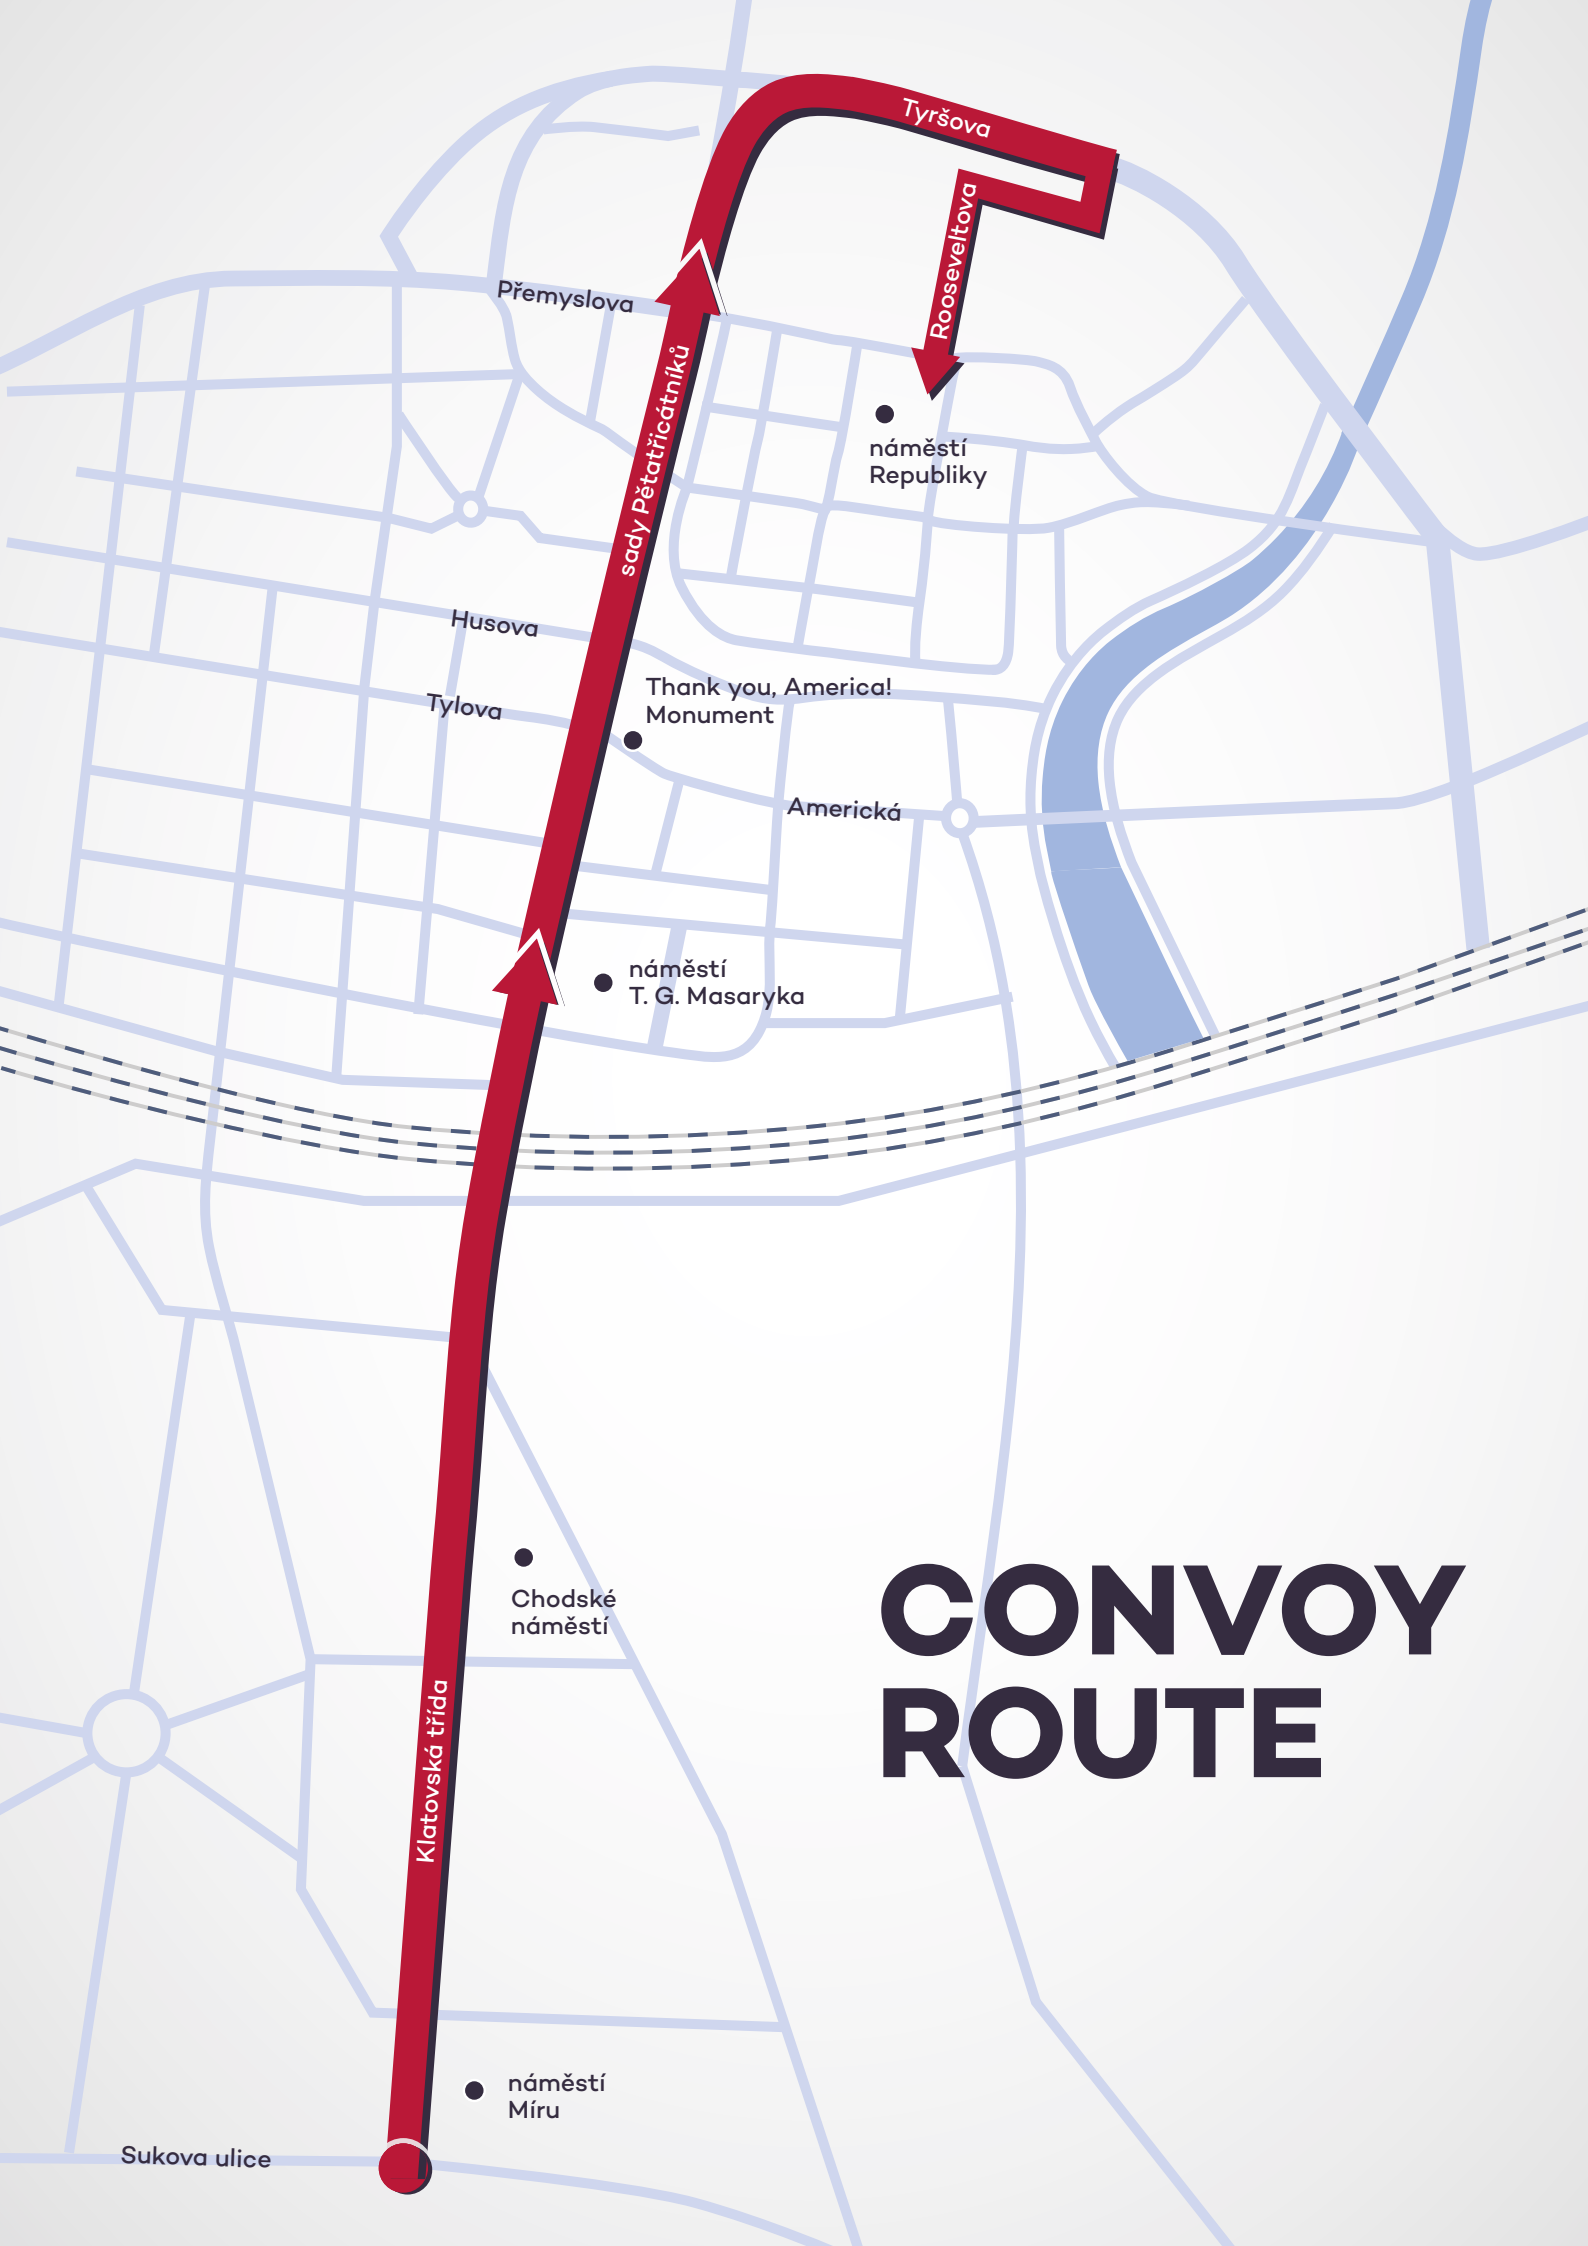 Tyršova
Rooseveltova
Přemyslova
sady Pětatřicátníků
náměstí
Republiky
Husova
Thank you, America!
Monument
Tylova
Americká
náměstí
T. G. Masaryka
CONVOY
ROUTE
Chodské
náměstí
Klatovská třída
náměstí
Míru
Sukova ulice